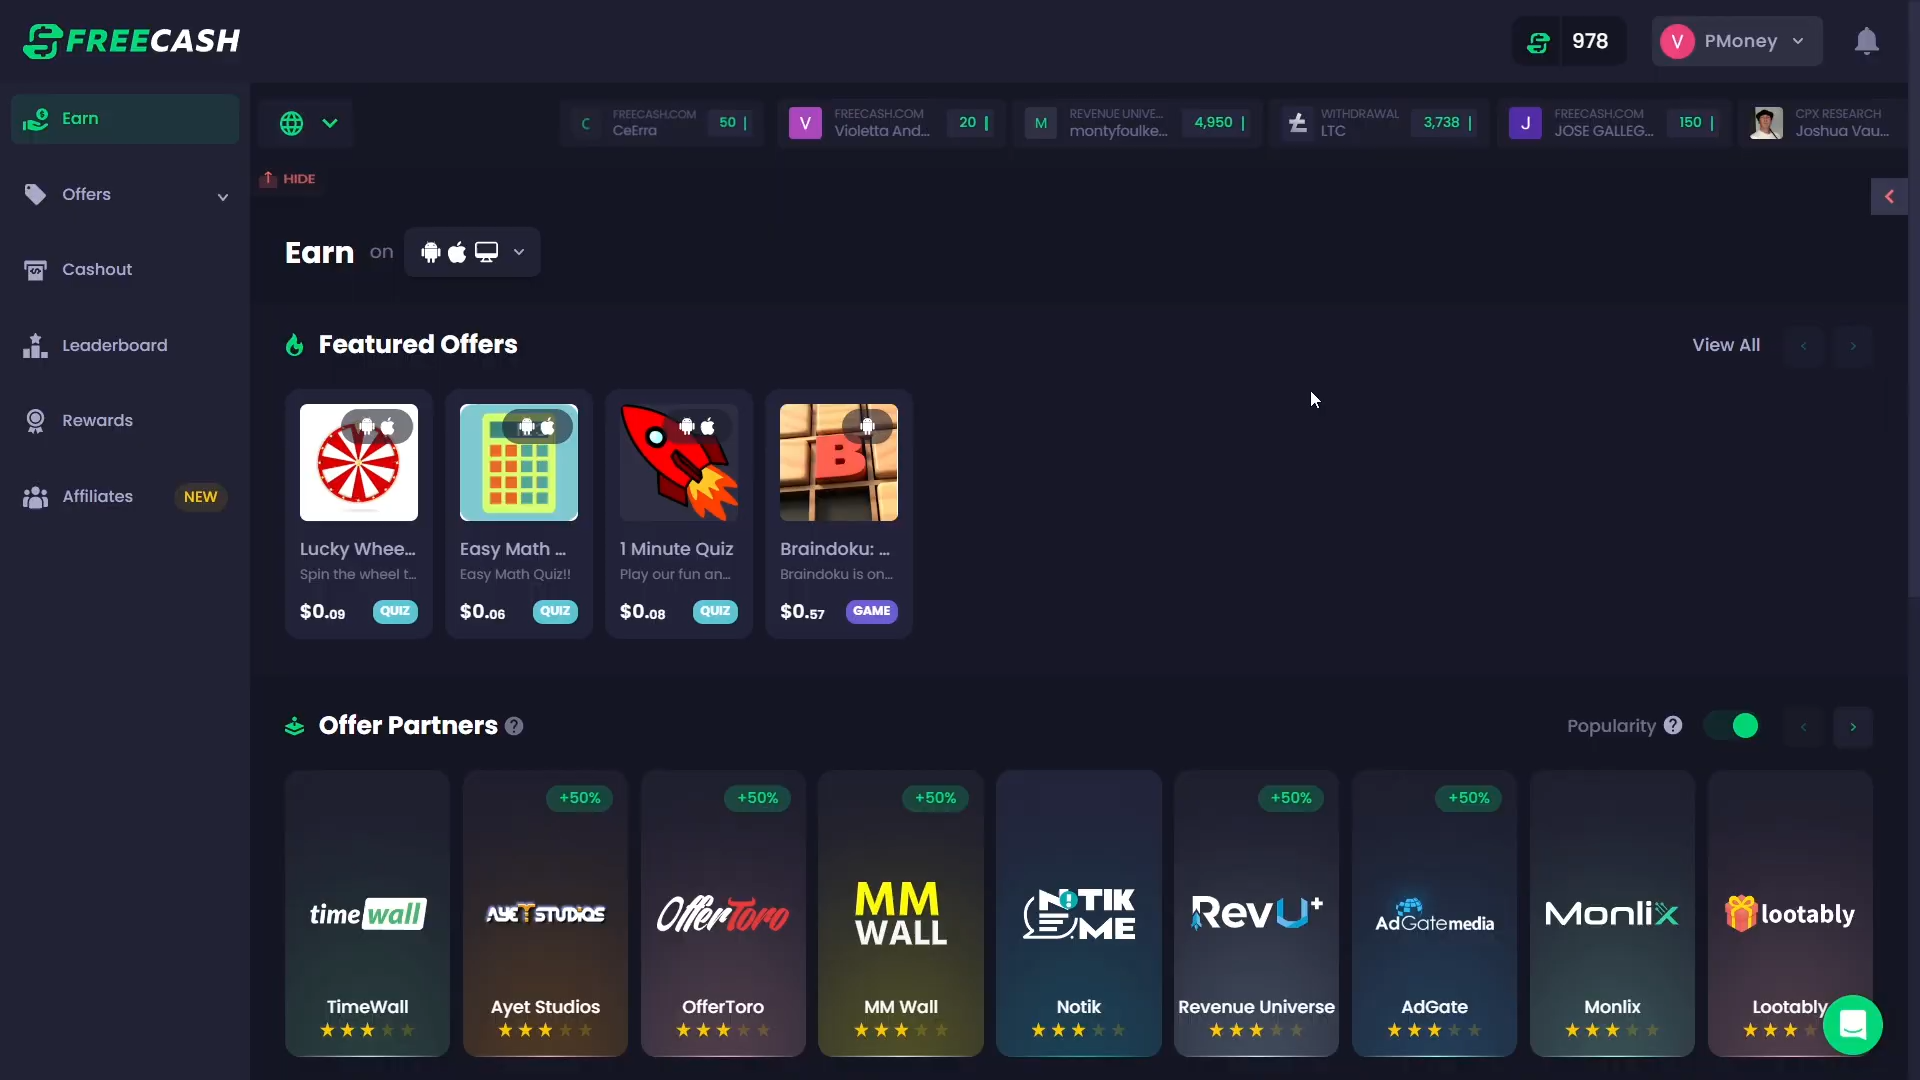 FREECASH
978
V
PMoney
Earn
Offers
Cashout
Leaderboard
Rewards
Affiliates
NEW
C
FREECASH.COM
CeErra
50
V
FREECASH.COM
Violetta And...
20
M
REVENUE UNIVE...
montyfoulke...
4,950
WITHDRAWAL
LTC
3,738
J
FREECASH.COM
JOSE GALLEG...
150
CPX RESEARCH
Joshua Vau...
HIDE
Earn on
Featured Offers
View All
Lucky Whee...
Spin the wheel t...
$0.09
QUIZ
Easy Math ...
Easy Math Quiz!!
$0.06
QUIZ
1 Minute Quiz
Play our fun an...
$0.08
QUIZ
B
Braindoku: ...
Braindoku is on...
$0.57
GAME
Offer Partners
?
Popularity
?
timewall
TimeWall
+50%
AYET STUDIOS
Ayet Studios
+50%
OfferToro
OfferToro
+50%
MM
WALL
MM Wall
NOTIK
ME
Notik
+50%
RevU+
Revenue Universe
+50%
AdGatemedia
AdGate
Monlix
Monlix
lootably
Lootably